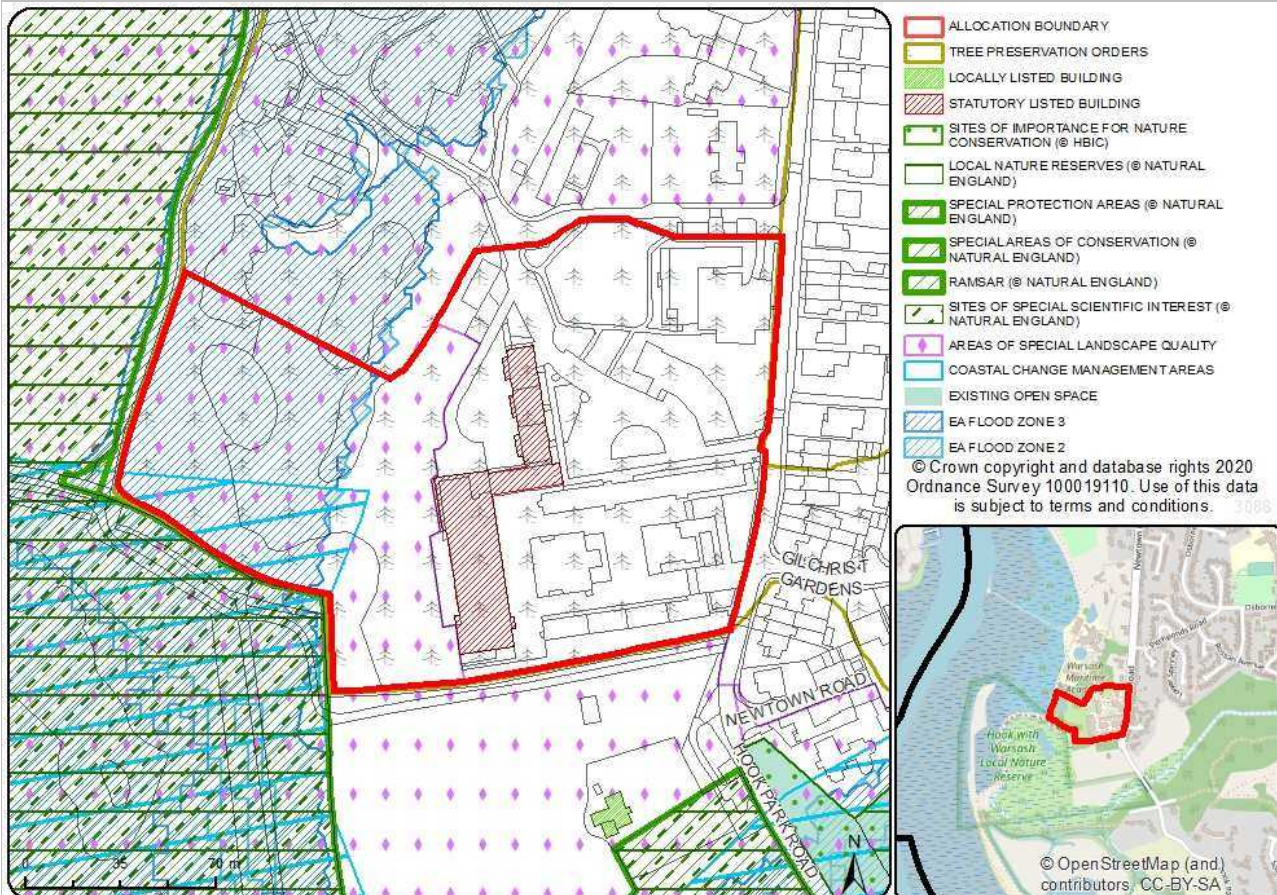 GILCHRIST
GARDENS
NEWTOWN ROAD
HOOK PARK ROAD
0 35 70 m
N
ALLOCATION BOUNDARY
TREE PRESERVATION ORDERS
LOCALLY LISTED BUILDING
STATUTORY LISTED BUILDING
SITES OF IMPORTANCE FOR NATURE
CONSERVATION (© HBIC)
LOCAL NATURE RESERVES (© NATURAL
ENGLAND)
SPECIAL PROTECTION AREAS (© NATURAL
ENGLAND)
SPECIAL AREAS OF CONSERVATION (©
NATURAL ENGLAND)
RAMSAR (© NATURAL ENGLAND)
SITES OF SPECIAL SCIENTIFIC INTEREST (©
NATURAL ENGLAND)
AREAS OF SPECIAL LANDSCAPE QUALITY
COASTAL CHANGE MANAGEMENT AREAS
EXISTING OPEN SPACE
EA FLOOD ZONE 3
EA FLOOD ZONE 2
© Crown copyright and database rights 2020
Ordnance Survey 100019110. Use of this data
is subject to terms and conditions.
3088
Newtown
Osborne
Road
Warsash
Maritime
Hook with
Warsash
Local Nature
Reserve
© OpenStreetMap (and)
contributors, CC-BY-SA